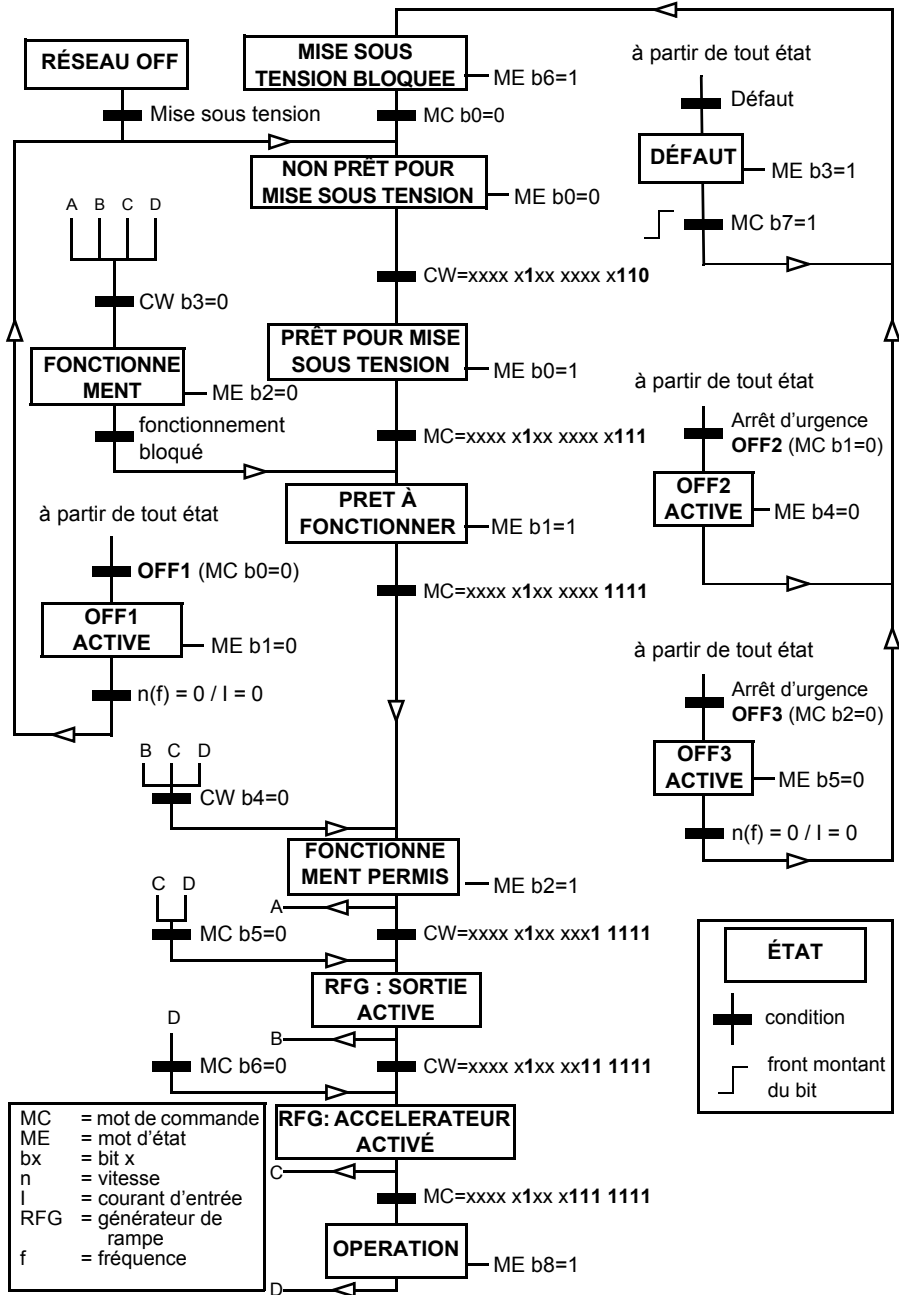 RÉSEAU OFF
Mise sous tension
MISE SOUS
TENSION BLOQUEE
ME b6=1
MC b0=0
NON PRÊT POUR
MISE SOUS TENSION
ME b0=0
CW=xxxx x1xx xxxx x110
à partir de tout état
Défaut
DÉFAUT
ME b3=1
MC b7=1
A B C D
CW b3=0
FONCTIONNE
MENT
ME b2=0
fonctionnement
bloqué
PRÊT POUR MISE
SOUS TENSION
ME b0=1
MC=xxxx x1xx xxxx x111
à partir de tout état
Arrêt d'urgence
OFF2 (MC b1=0)
OFF2
ACTIVE
ME b4=0
PRET À
FONCTIONNER
ME b1=1
MC=xxxx x1xx xxxx 1111
à partir de tout état
OFF1 (MC b0=0)
OFF1
ACTIVE
ME b1=0
n(f) = 0 / I = 0
à partir de tout état
Arrêt d'urgence
OFF3 (MC b2=0)
OFF3
ACTIVE
ME b5=0
n(f) = 0 / I = 0
B C D
CW b4=0
FONCTIONNE
MENT PERMIS
ME b2=1
A
CW=xxxx x1xx xxx1 1111
C D
MC b5=0
RFG : SORTIE
ACTIVE
B
CW=xxxx x1xx xx11 1111
D
MC b6=0
RFG: ACCELERATEUR
ACTIVÉ
C
MC=xxxx x1xx x111 1111
OPERATION
ME b8=1
D
ÉTAT
condition
front montant
du bit
MC = mot de commande
ME = mot d'état
bx = bit x
n = vitesse
I = courant d'entrée
RFG = générateur de
rampe
f = fréquence